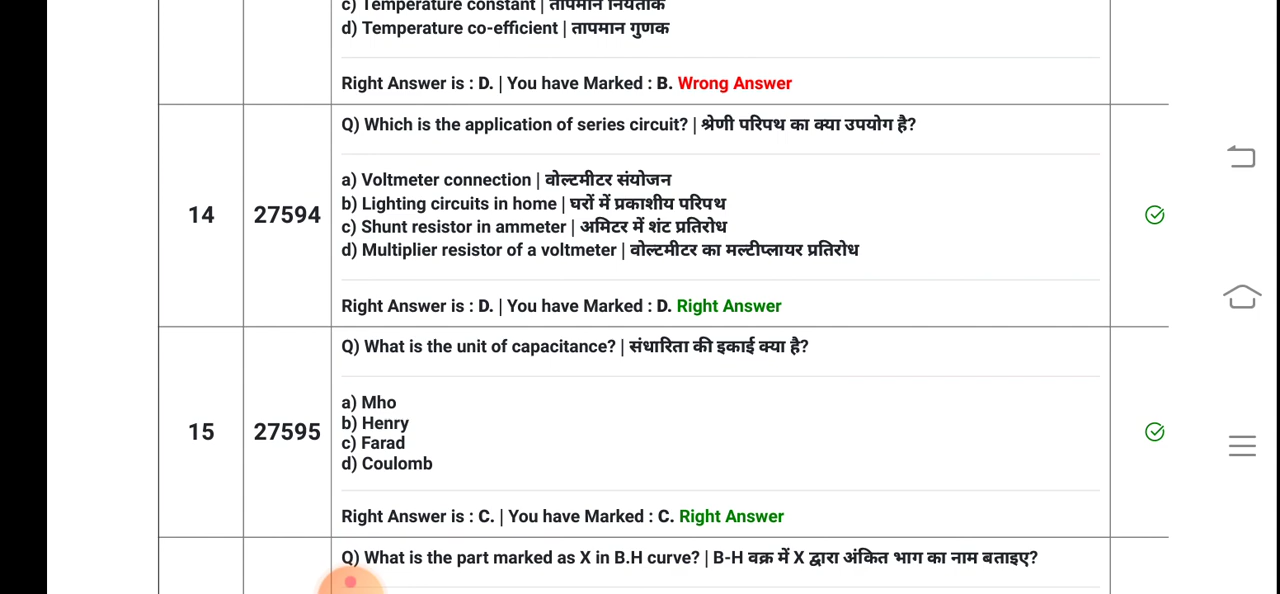 c) Temperature constant | तापमान नियतांक
d) Temperature co-efficient | तापमान गुणक
Right Answer is : D. | You have Marked : B. Wrong Answer
14
27594
Q) Which is the application of series circuit? | श्रेणी परिपथ का क्या उपयोग है?
a) Voltmeter connection | वोल्टमीटर संयोजन
b) Lighting circuits in home | घरों में प्रकाशीय परिपथ
c) Shunt resistor in ammeter | अमिटर में शंट प्रतिरोध
d) Multiplier resistor of a voltmeter | वोल्टमीटर का मल्टीप्लायर प्रतिरोध
Right Answer is : D. | You have Marked : D. Right Answer
15
27595
Q) What is the unit of capacitance? | संधारिता की इकाई क्या है?
a) Mho
b) Henry
c) Farad
d) Coulomb
Right Answer is : C. | You have Marked : C. Right Answer
Q) What is the part marked as X in B.H curve? | B-H वक्र में X द्वारा अंकित भाग का नाम बताइए?